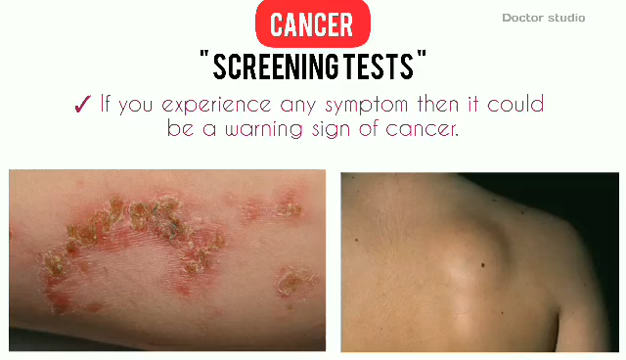 CANCER
Doctor studio
"SCREENING TESTS"
✓ If you experience any symptom then it could
be a warning sign of cancer.